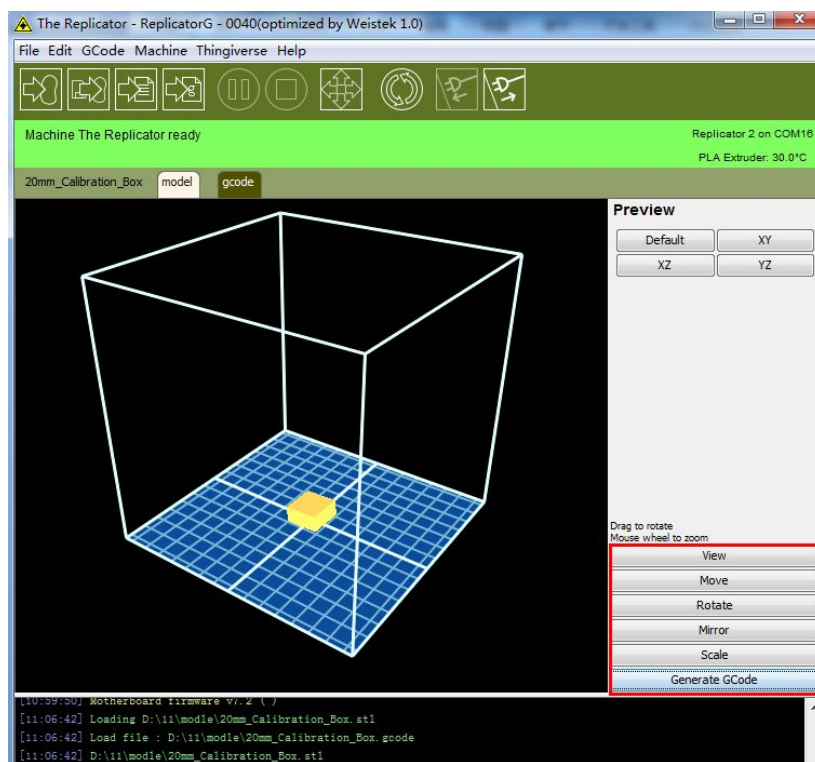 The Replicator - ReplicatorG - 0040(optimized by Weistek 1.0)
File Edit GCode Machine Thingiverse Help
Machine The Replicator ready
Replicator 2 on COM16
PLA Extruder: 30.0°C
20mm_Calibration_Box model gcode
Preview
Default XY
XZ YZ
Drag to rotate
Mouse wheel to zoom
View
Move
Rotate
Mirror
Scale
Generate GCode
[10:59:50] Motherboard firmware v7.2 ( )
[11:06:42] Loading D:\11\modle\20mm_Calibration_Box.stl
[11:06:42] Load file : D:\11\modle\20mm_Calibration_Box.gcode
[11:06:42] D:\11\modle\20mm_Calibration_Box.stl